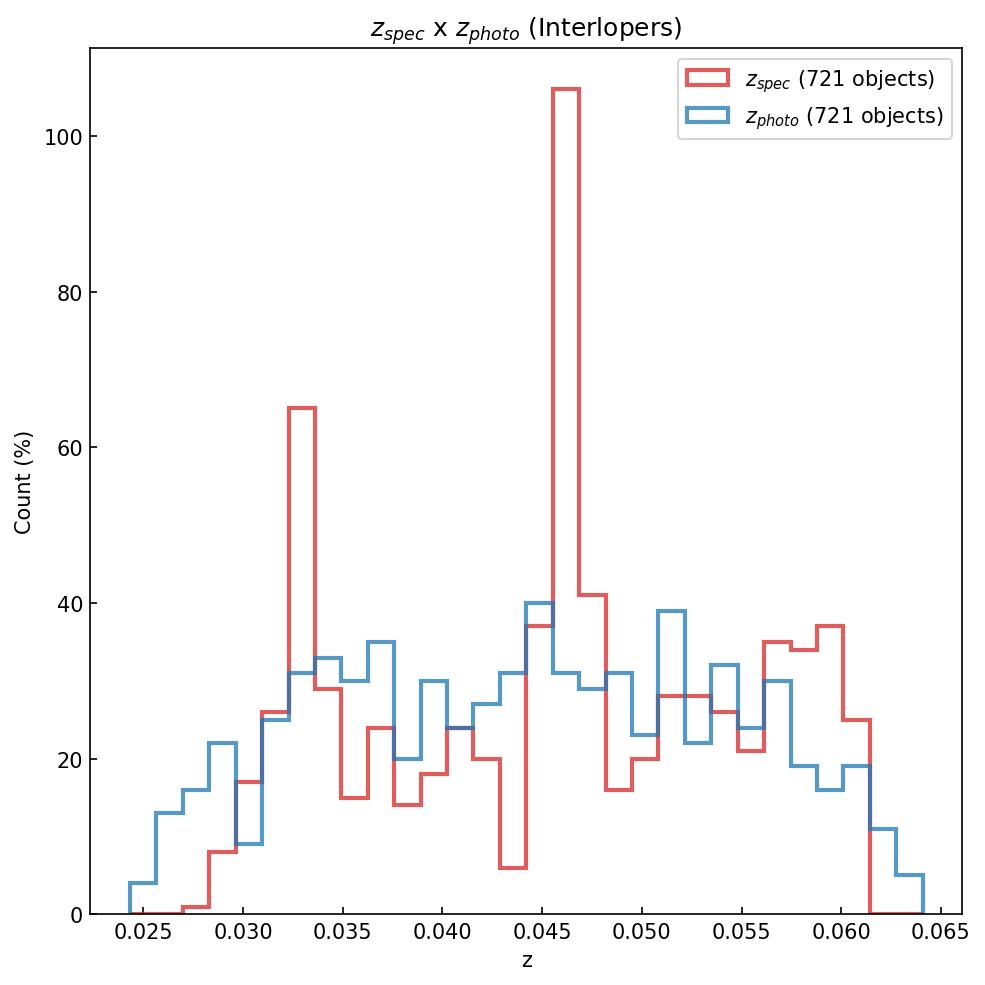 z_spec x z_photo (Interlopers)
z_spec (721 objects)
z_photo (721 objects)
Count (%)
100
80
60
40
20
0
0.025 0.030 0.035 0.040 0.045 0.050 0.055 0.060 0.065
z